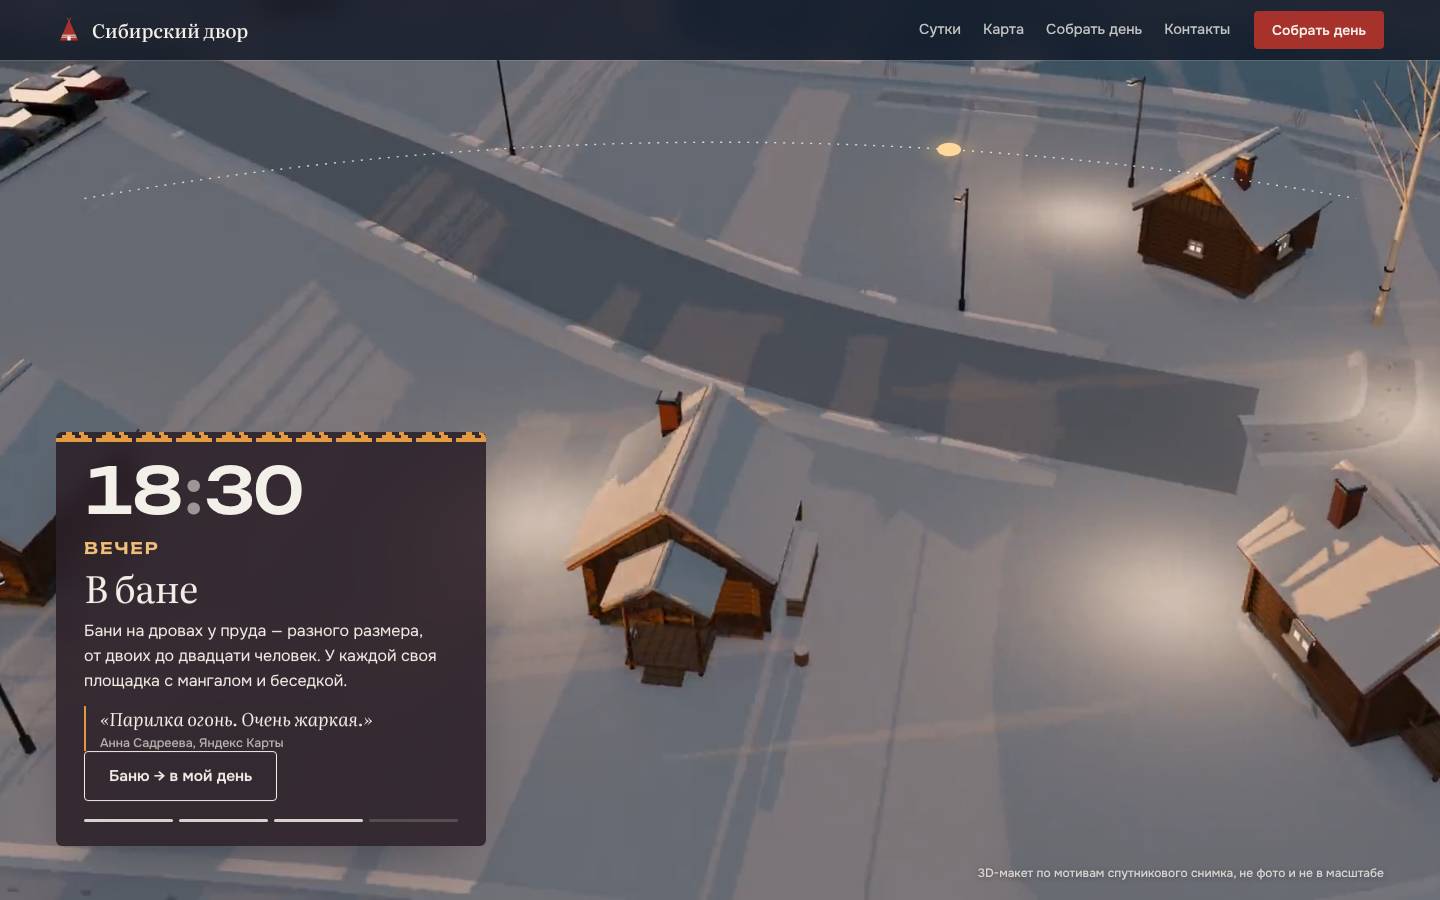 Сибирский двор
Сутки
Карта
Собрать день
Контакты
Собрать день
18:30
ВЕЧЕР
В бане
Бани на дровах у пруда — разного размера,
от двоих до двадцати человек. У каждой своя
площадка с мангалом и беседкой.
«Парилка огонь. Очень жаркая.»
Анна Садреева, Яндекс Карты
Баню → в мой день
3D-макет по мотивам спутникового снимка, не фото и не в масштабе